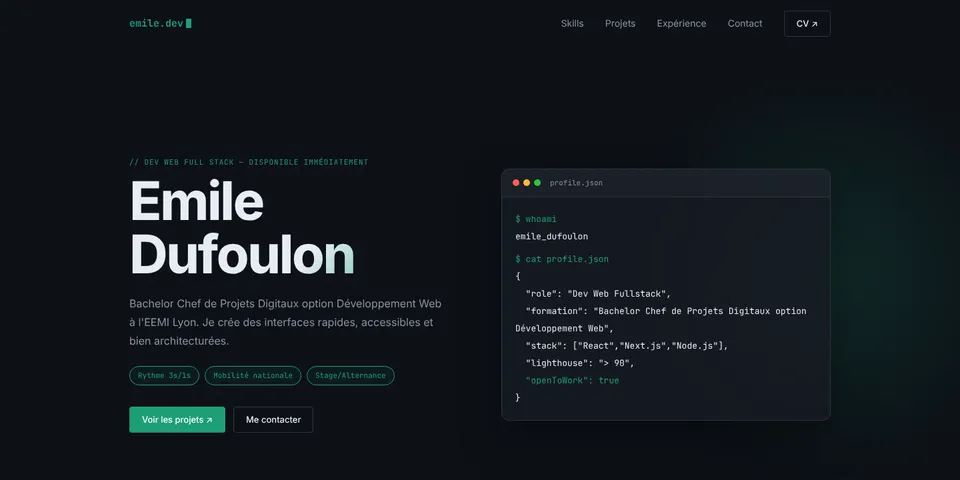 emile.dev
Skills Projets Expérience Contact CV ↗
// DEV WEB FULL STACK — DISPONIBLE IMMÉDIATEMENT
Emile
Dufoulon
Bachelor Chef de Projets Digitaux option Développement Web
à l'EEMI Lyon. Je crée des interfaces rapides, accessibles et
bien architecturées.
Rythme 3s/1s Mobilité nationale Stage/Alternance
Voir les projets ↗ Me contacter
profile.json
$ whoami
emile_dufoulon
$ cat profile.json
{
"role": "Dev Web Fullstack",
"formation": "Bachelor Chef de Projets Digitaux option
Développement Web",
"stack": ["React","Next.js","Node.js"],
"lighthouse": "> 90",
"openToWork": true
}